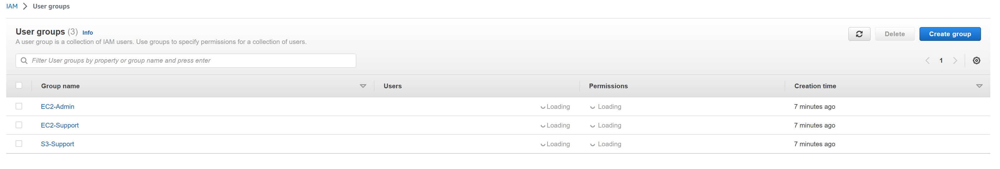 IAM > User groups
User groups (3) Info
A user group is a collection of IAM users. Use groups to specify permissions for a collection of users.
Delete
Create group
Filter User groups by property or group name and press enter
1
Group name Users Permissions Creation time
EC2-Admin Loading Loading 7 minutes ago
EC2-Support Loading Loading 7 minutes ago
S3-Support Loading Loading 7 minutes ago